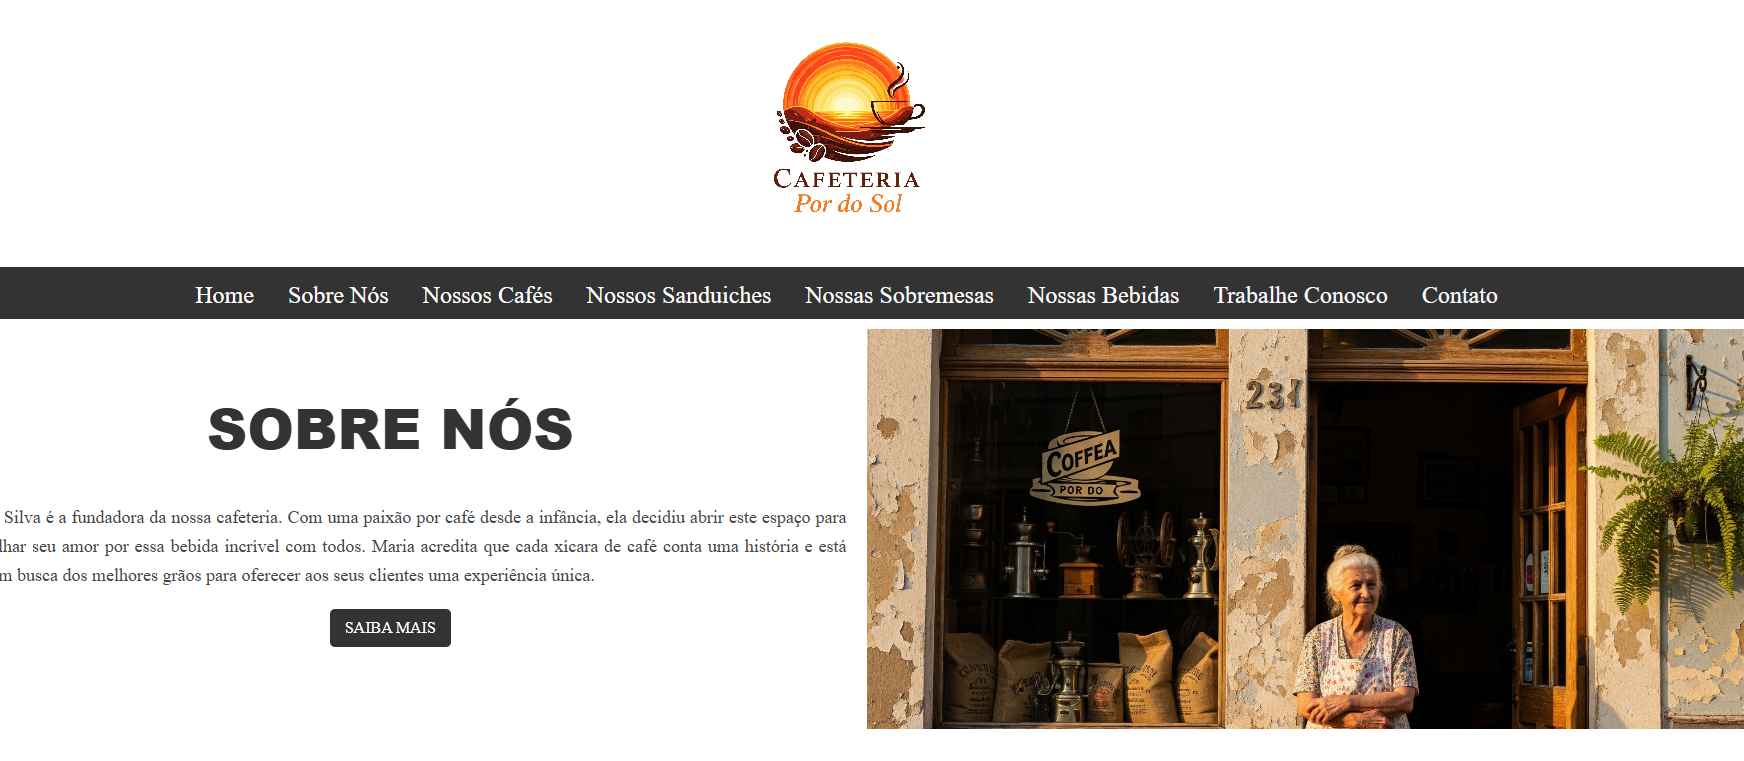 CAFETERIA
Por do Sol
Home Sobre Nós Nossos Cafés Nossos Sanduiches Nossas Sobremesas Nossas Bebidas Trabalhe Conosco Contato
231
COFFEA
POR DO
SOBRE NÓS
Silva é a fundadora da nossa cafeteria. Com uma paixão por café desde a infância, ela decidiu abrir este espaço para
lhar seu amor por essa bebida incrível com todos. Maria acredita que cada xícara de café conta uma história e está
m busca dos melhores grãos para oferecer aos seus clientes uma experiência única.
SAIBA MAIS